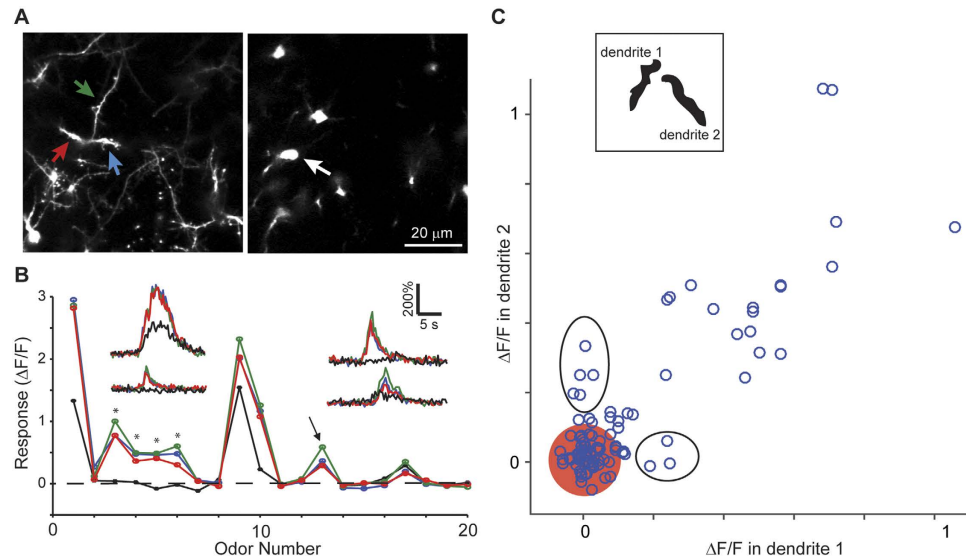 A
20 μm
B
Response (ΔF/F)
3
2
1
0
*
*
*
*
200%
5 s
0
10
20
Odor Number
C
dendrite 1
dendrite 2
ΔF/F in dendrite 2
1
0
0
1
ΔF/F in dendrite 1